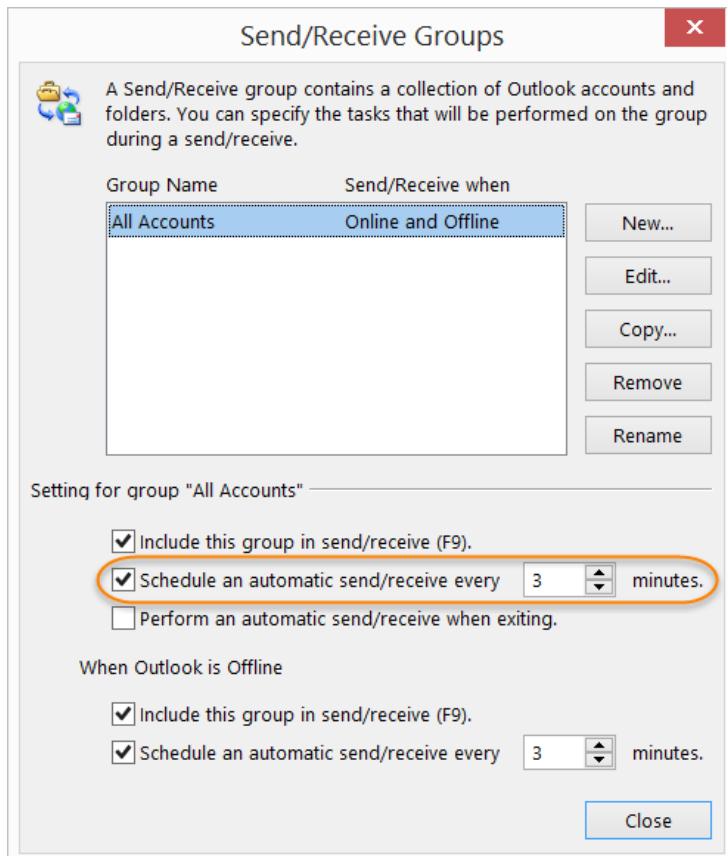 Send/Receive Groups
A Send/Receive group contains a collection of Outlook accounts and
folders. You can specify the tasks that will be performed on the group
during a send/receive.
Group Name Send/Receive when
All Accounts Online and Offline
New...
Edit...
Copy...
Remove
Rename
Setting for group "All Accounts"
Include this group in send/receive (F9).
Schedule an automatic send/receive every 3 minutes.
Perform an automatic send/receive when exiting.
When Outlook is Offline
Include this group in send/receive (F9).
Schedule an automatic send/receive every 3 minutes.
Close